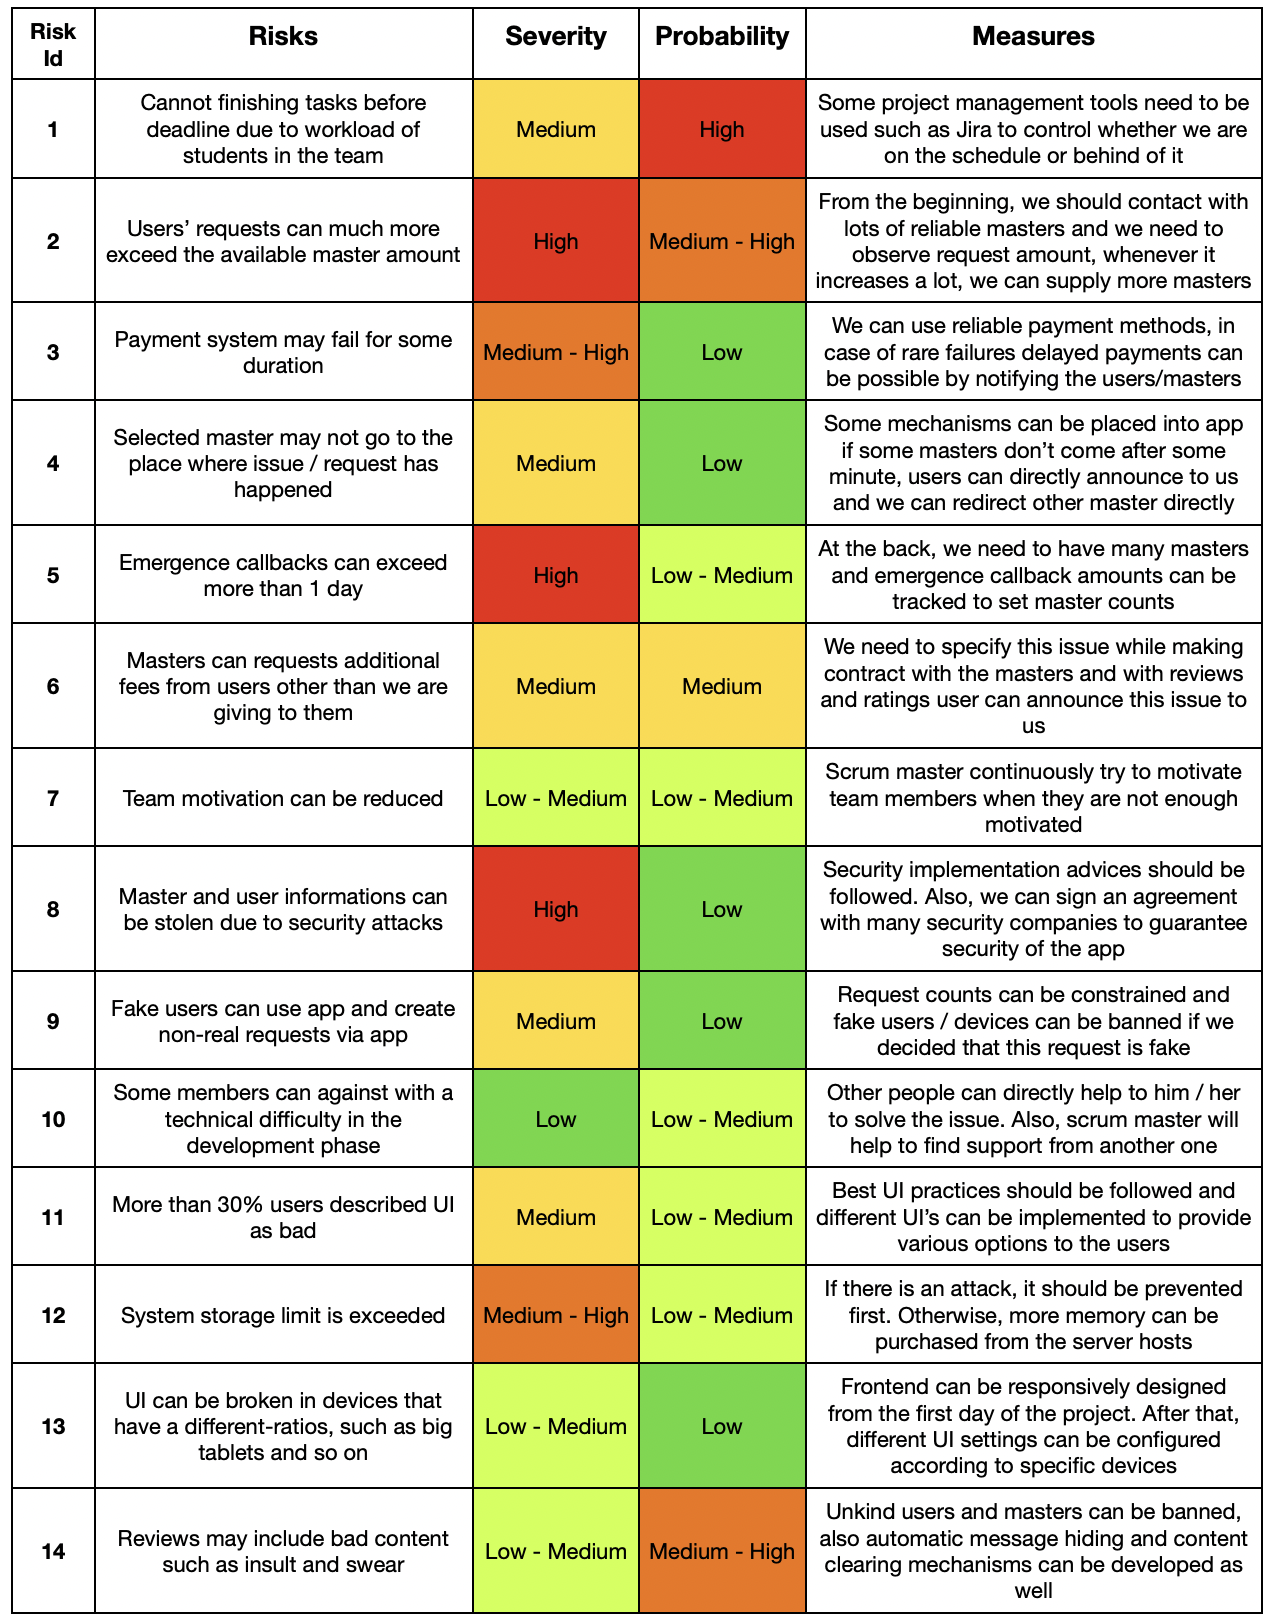 Risk
Id
Risks
Severity
Probability
Measures
1
Cannot finishing tasks before
deadline due to workload of
students in the team
Medium
High
Some project management tools need to be
used such as Jira to control whether we are
on the schedule or behind of it
2
Users’ requests can much more
exceed the available master amount
High
Medium - High
From the beginning, we should contact with
lots of reliable masters and we need to
observe request amount, whenever it
increases a lot, we can supply more masters
3
Payment system may fail for some
duration
Medium - High
Low
We can use reliable payment methods, in
case of rare failures delayed payments can
be possible by notifying the users/masters
4
Selected master may not go to the
place where issue / request has
happened
Medium
Low
Some mechanisms can be placed into app
if some masters don’t come after some
minute, users can directly announce to us
and we can redirect other master directly
5
Emergence callbacks can exceed
more than 1 day
High
Low - Medium
At the back, we need to have many masters
and emergence callback amounts can be
tracked to set master counts
6
Masters can requests additional
fees from users other than we are
giving to them
Medium
Medium
We need to specify this issue while making
contract with the masters and with reviews
and ratings user can announce this issue to
us
7
Team motivation can be reduced
Low - Medium
Low - Medium
Scrum master continuously try to motivate
team members when they are not enough
motivated
8
Master and user informations can
be stolen due to security attacks
High
Low
Security implementation advices should be
followed. Also, we can sign an agreement
with many security companies to guarantee
security of the app
9
Fake users can use app and create
non-real requests via app
Medium
Low
Request counts can be constrained and
fake users / devices can be banned if we
decided that this request is fake
10
Some members can against with a
technical difficulty in the
development phase
Low
Low - Medium
Other people can directly help to him / her
to solve the issue. Also, scrum master will
help to find support from another one
11
More than 30% users described UI
as bad
Medium
Low - Medium
Best UI practices should be followed and
different UI’s can be implemented to provide
various options to the users
12
System storage limit is exceeded
Medium - High
Low - Medium
If there is an attack, it should be prevented
first. Otherwise, more memory can be
purchased from the server hosts
13
UI can be broken in devices that
have a different-ratios, such as big
tablets and so on
Low - Medium
Low
Frontend can be responsively designed
from the first day of the project. After that,
different UI settings can be configured
according to specific devices
14
Reviews may include bad content
such as insult and swear
Low - Medium
Medium - High
Unkind users and masters can be banned,
also automatic message hiding and content
clearing mechanisms can be developed as
well